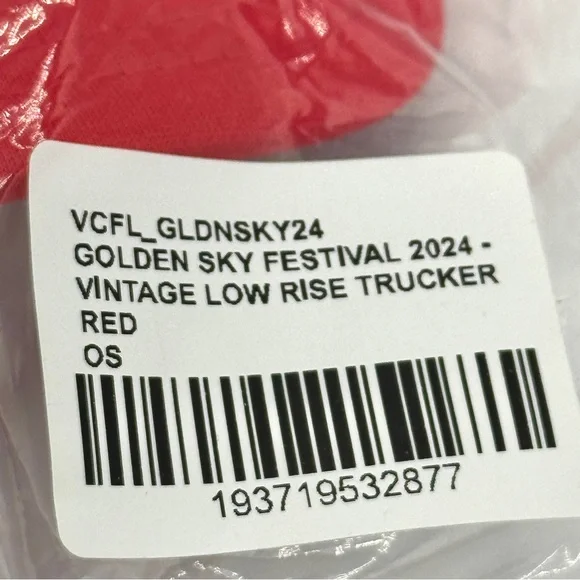 VCFL_GLDNSKY24
GOLDEN SKY FESTIVAL 2024 -
VINTAGE LOW RISE TRUCKER
RED
OS
193719532877